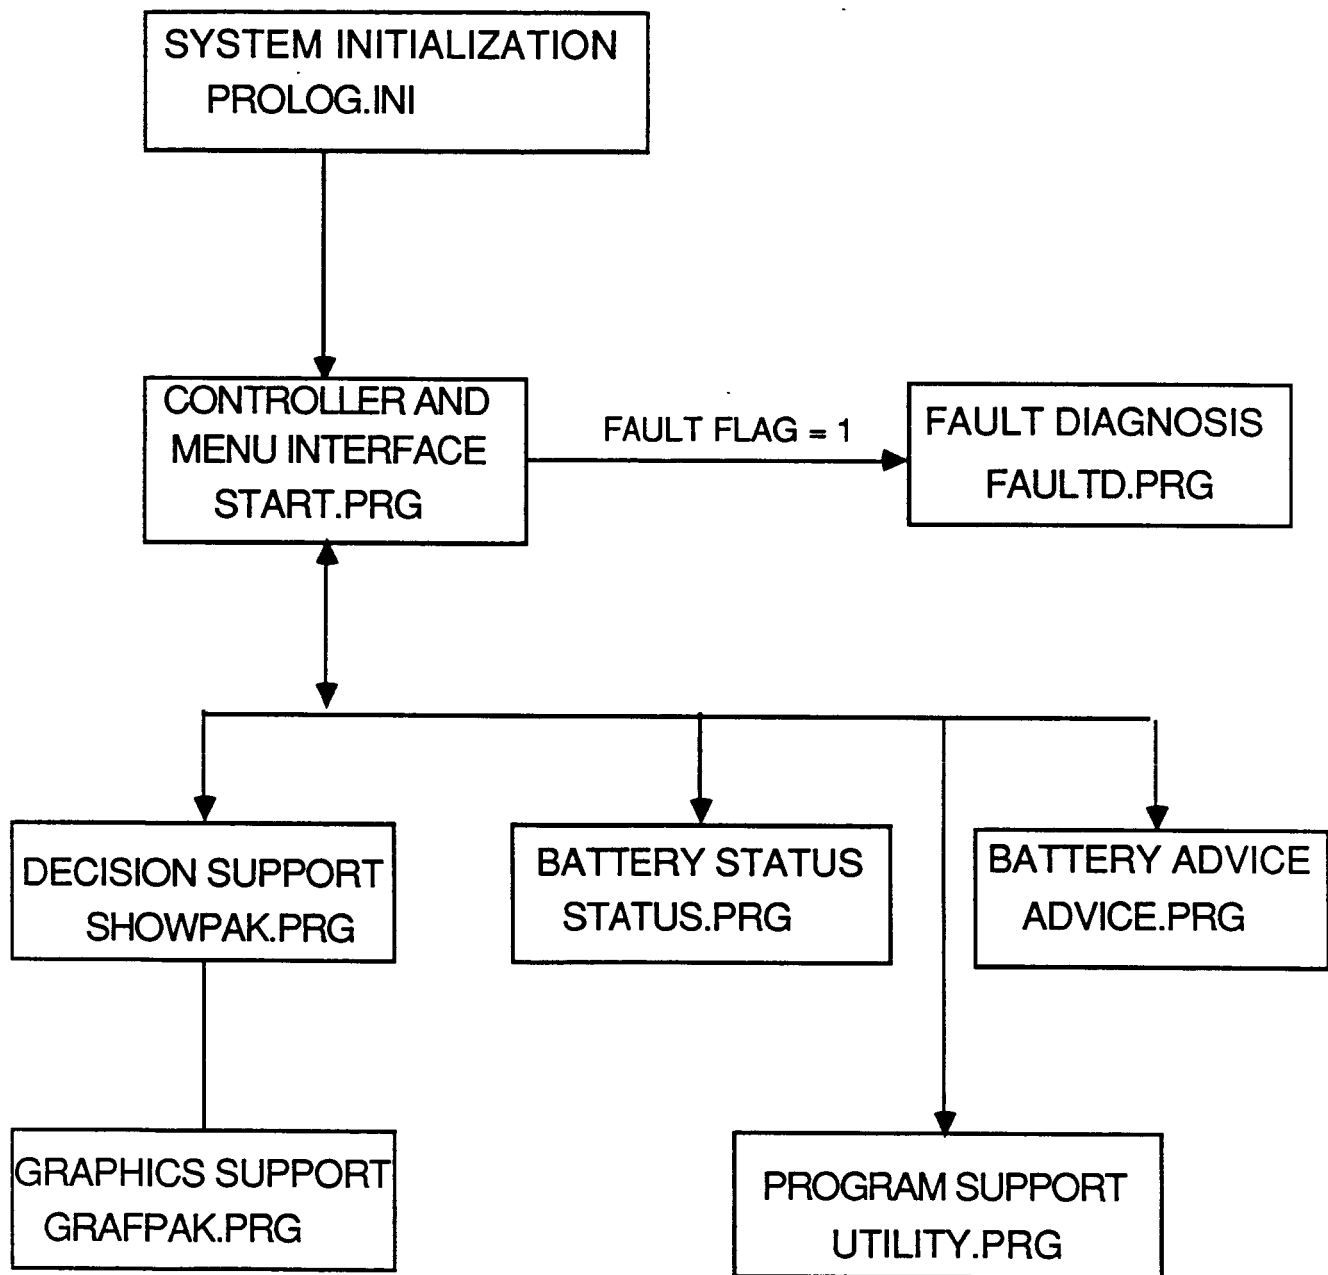 SYSTEM INITIALIZATION
PROLOG.INI
CONTROLLER AND
MENU INTERFACE
START.PRG
FAULT FLAG = 1
FAULT DIAGNOSIS
FAULTD.PRG
DECISION SUPPORT
SHOWPAK.PRG
BATTERY STATUS
STATUS.PRG
BATTERY ADVICE
ADVICE.PRG
GRAPHICS SUPPORT
GRAFPAK.PRG
PROGRAM SUPPORT
UTILITY.PRG